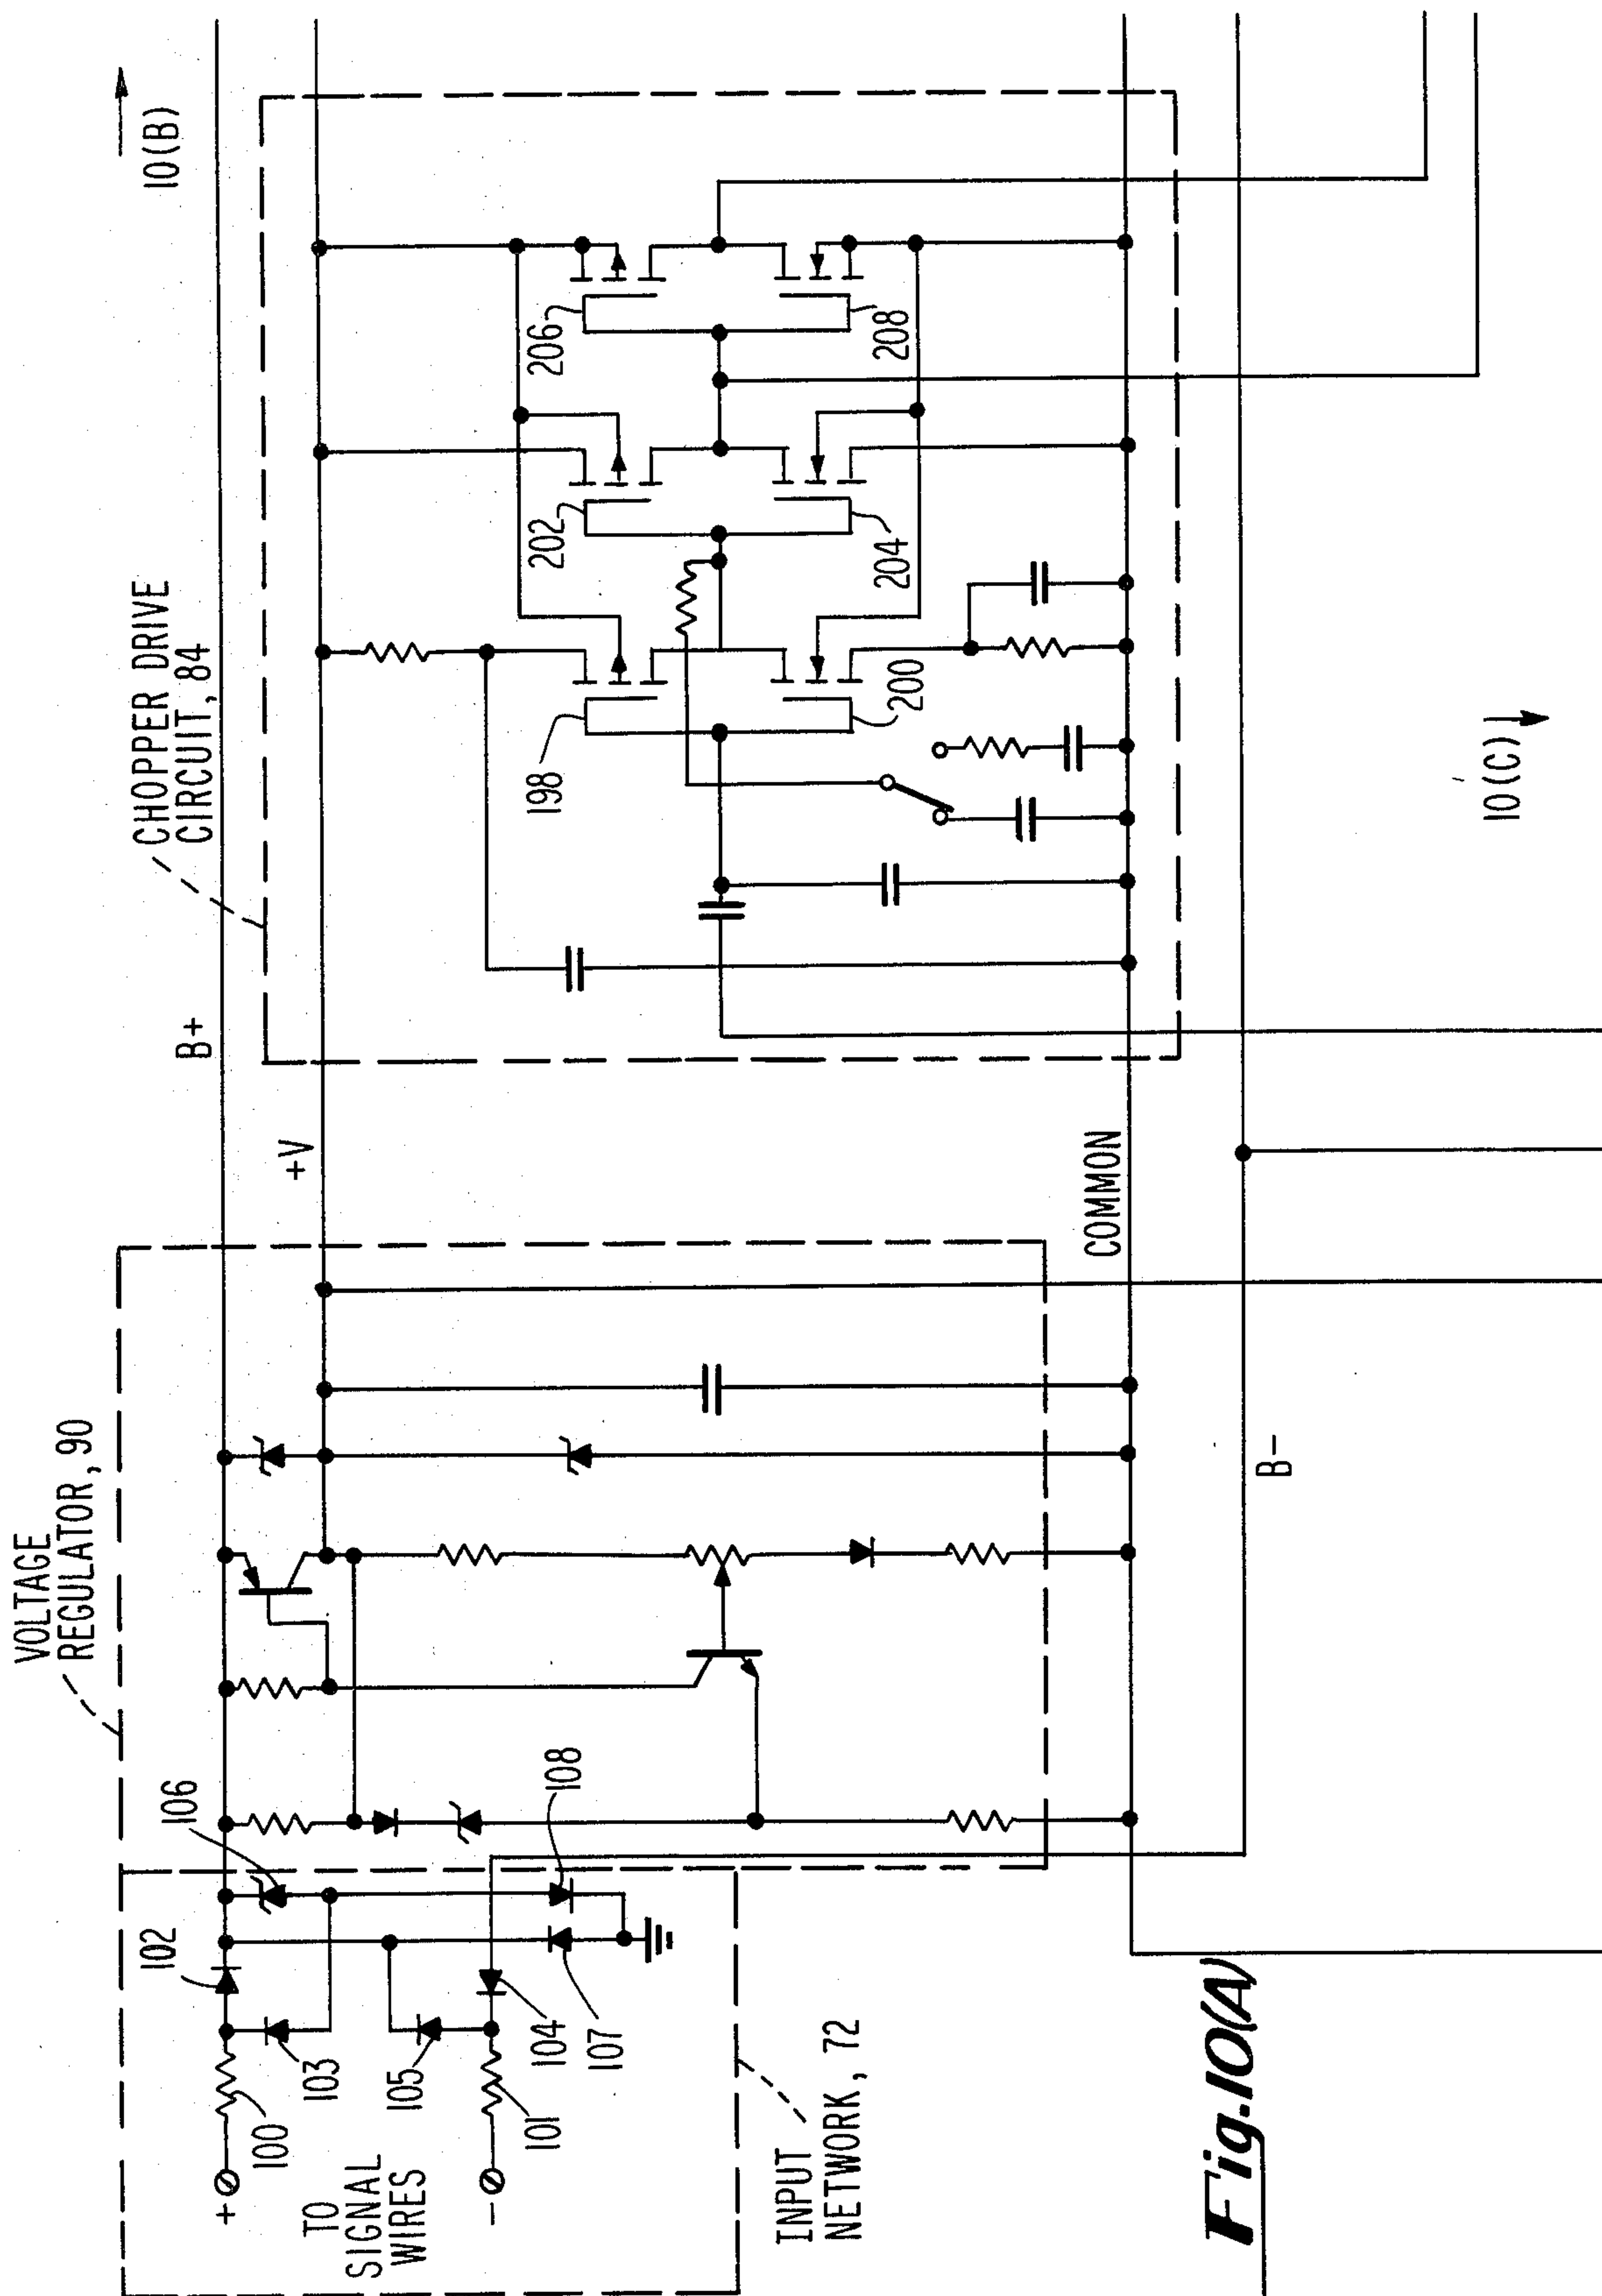 INPUT
NETWORK, 72
+
TO
SIGNAL
WIRES
-
100
101
102
103
104
105
106
107
108
VOLTAGE
REGULATOR, 90
B+
+V
COMMON
B-
CHOPPER DRIVE
CIRCUIT, 84
198
200
202
204
206
208
10(B)
10(C)
Fig.10(A)